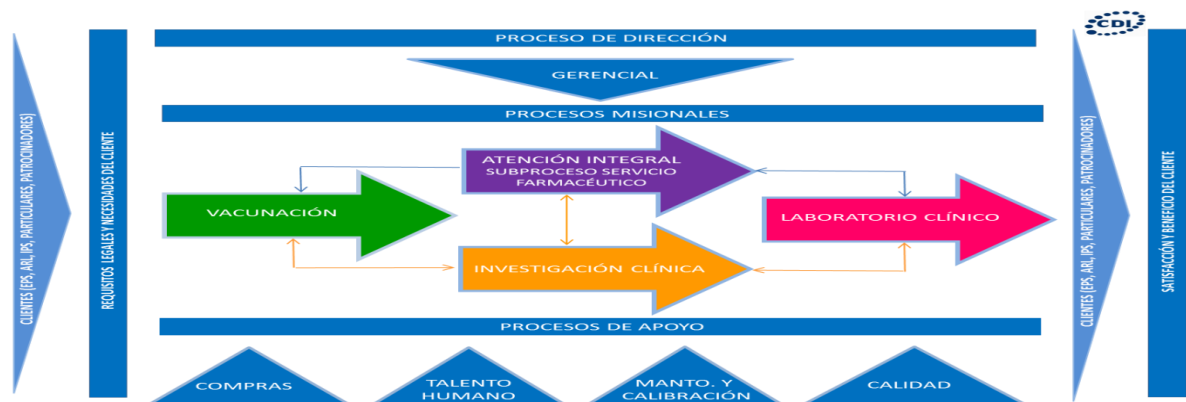 CLIENTES (EPS, ARL, IPS, PARTICULARES, PATROCINADORES)
REQUISITOS LEGALES Y NECESIDADES DEL CLIENTE
PROCESO DE DIRECCIÓN
GERENCIAL
PROCESOS MISIONALES
ATENCIÓN INTEGRAL
SUBPROCESO SERVICIO
FARMACÉUTICO
VACUNACIÓN
LABORATORIO CLÍNICO
INVESTIGACIÓN CLÍNICA
PROCESOS DE APOYO
COMPRAS
TALENTO
HUMANO
MANTO. Y
CALIBRACIÓN
CALIDAD
CDI
CLIENTES (EPS, ARL, IPS, PARTICULARES, PATROCINADORES)
SATISFACCIÓN Y BENEFICIO DEL CLIENTE